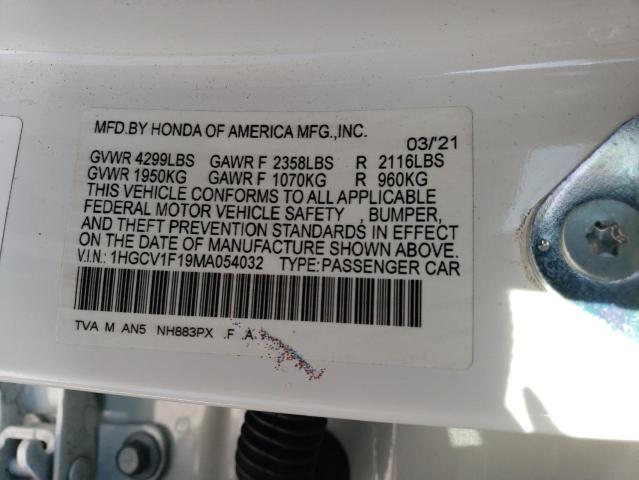 MFD.BY HONDA OF AMERICA MFG.,INC. 03/'21
GVWR 4299LBS GAWR F 2358LBS R 2116LBS
GVWR 1950KG GAWR F 1070KG R 960KG
THIS VEHICLE CONFORMS TO ALL APPLICABLE
FEDERAL MOTOR VEHICLE SAFETY , BUMPER,
AND THEFT PREVENTION STANDARDS IN EFFECT
ON THE DATE OF MANUFACTURE SHOWN ABOVE.
V.I.N.: 1HGCV1F19MA054032 TYPE:PASSENGER CAR
TVA M AN5 NH883PX .F .A